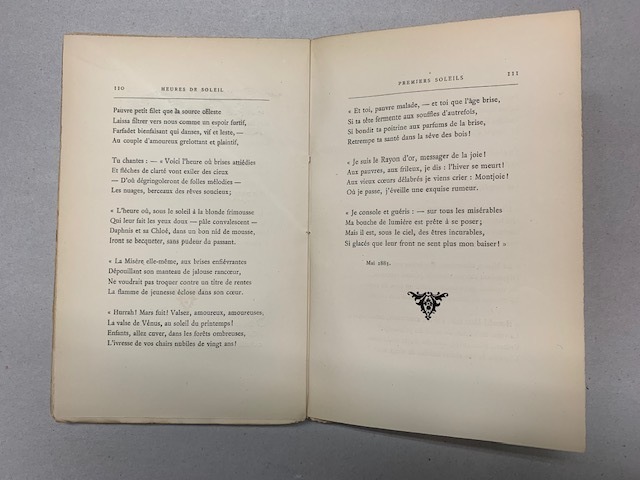 110 HEURES DE SOLEIL
Pauvre petit filet que la source céleste
Laissa filtrer vers nous comme un espoir furtif,
Farfadet bienfaisant qui danses, vif et leste, —
Au couple d'amoureux grelottant et plaintif,
Tu chantes : — « Voici l'heure où brises attiédies
Et flèches de clarté vont exiler des cieux
— D'où dégringoleront de folles mélodies —
Les nuages, berceaux des rêves soucieux ;
« L'heure où, sous le soleil à la blonde frimousse
Qui leur fait les yeux doux — pâle convalescent —
Daphnis et sa Chloé, dans un bon nid de mousse,
Iront se becqueter, sans pudeur du passant.
« La Misère elle-même, aux brises enfiévrantes
Dépouillant son manteau de jalouse rancœur,
Ne voudrait pas troquer contre un titre de rentes
La flamme de jeunesse éclose dans son cœur.
« Hurrah ! Mars fuit ! Valsez, amoureux, amoureuses,
La valse de Vénus, au soleil du printemps !
Enfants, allez cuver, dans les forêts ombreuses,
L'ivresse de vos chairs nubiles de vingt ans !
PREMIERS SOLEILS 111
« Et toi, pauvre malade, — et toi que l'âge brise,
Si ta tête fermente aux souffles d'autrefois,
Si bondit ta poitrine aux parfums de la brise,
Retrempe ta santé dans la sève des bois !
« Je suis le Rayon d'or, messager de la joie !
Aux pauvres, aux frileux, je dis : l'hiver se meurt !
Aux vieux cœurs délabrés je viens crier : Montjoie !
Où je passe, j'éveille une exquise rumeur.
« Je console et guéris : — sur tous les misérables
Ma bouche de lumière est prête à se poser ;
Mais il est, sous le ciel, des êtres incurables,
Si glacés que leur front ne sent plus mon baiser ! »
Mai 1885.